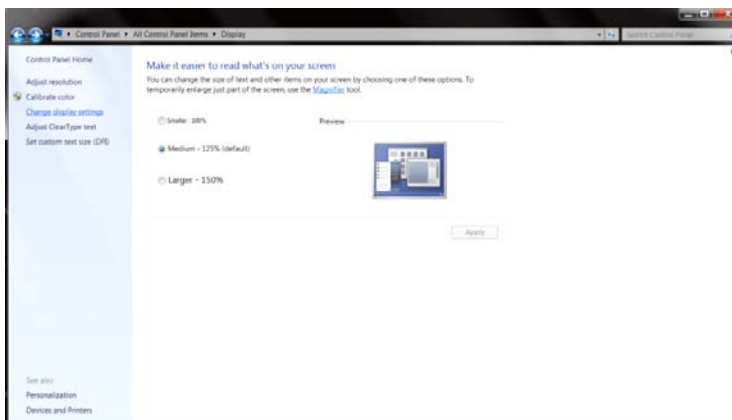 Control Panel ▸ All Control Panel Items ▸ Display
Search Control Panel
Control Panel Home
Adjust resolution
Calibrate color
Change display settings
Adjust ClearType text
Set custom text size (DPI)
Make it easier to read what's on your screen
You can change the size of text and other items on your screen by choosing one of these options. To
temporarily enlarge just part of the screen, use the Magnifier tool.
Smaller 100%
Preview
Medium - 125% (default)
Larger - 150%
Apply
See also
Personalization
Devices and Printers